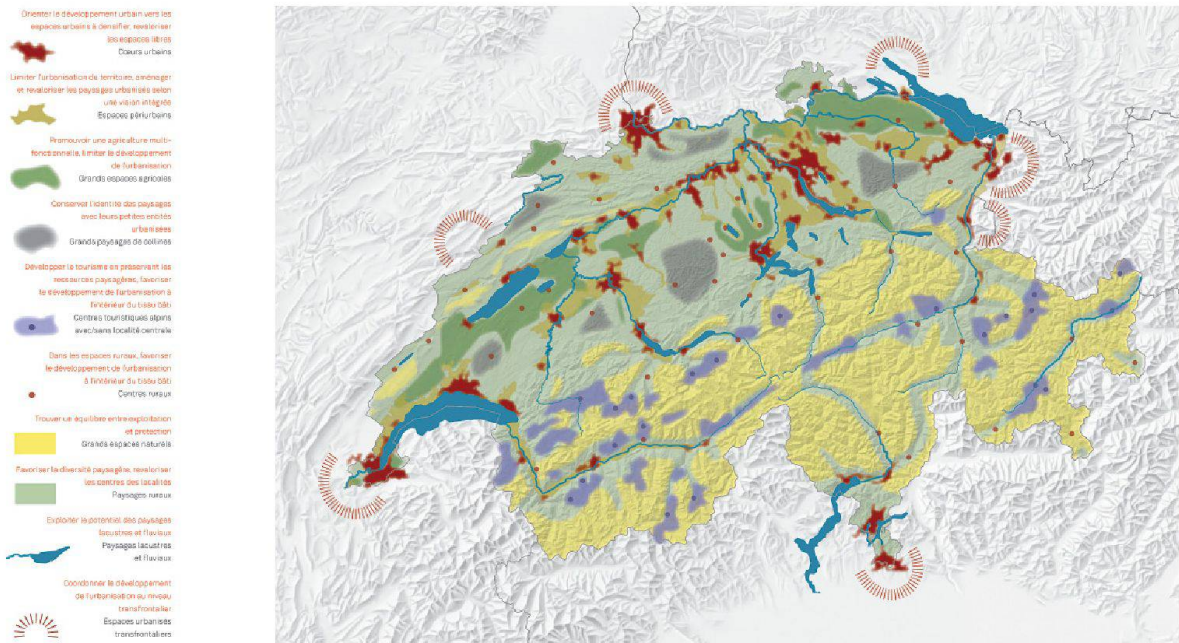 Orienter le développement urbain vers les
espaces urbains à densifier, revaloriser
les espaces libres
Cœurs urbains
Limiter l'urbanisation du territoire, aménager
et revaloriser les paysages urbanisés selon
une vision intégrée
Espaces périurbains
Promouvoir une agriculture multi-
fonctionnelle, limiter le développement
de l'urbanisation
Grands espaces agricoles
Conserver l'identité des paysages
avec leurs petites entités
urbanisées
Grands paysages de collines
Développer le tourisme en préservant les
ressources paysagères, favoriser
le développement de l'urbanisation à
l'intérieur du tissu bâti
Centres touristiques alpins
avec/sans localité centrale
Dans les espaces ruraux, favoriser
le développement de l'urbanisation
à l'intérieur du tissu bâti
Centres ruraux
Trouver un équilibre entre exploitation
et protection
Grands espaces naturels
Favoriser la diversité paysagère, revaloriser
les centres des localités
Paysages ruraux
Exploiter le potentiel des paysages
lacustres et fluviaux
Paysages lacustres
et fluviaux
Coordonner le développement
de l'urbanisation au niveau
transfrontalier
Espaces urbanisés
transfrontaliers